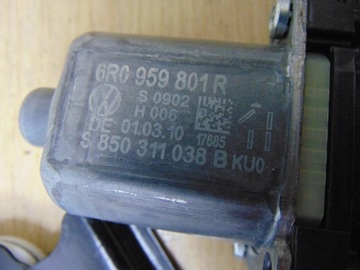 6R0 959 801 R
S 0902
H 006
DE 01.03.10
17685
S 850 311 038 B KU0